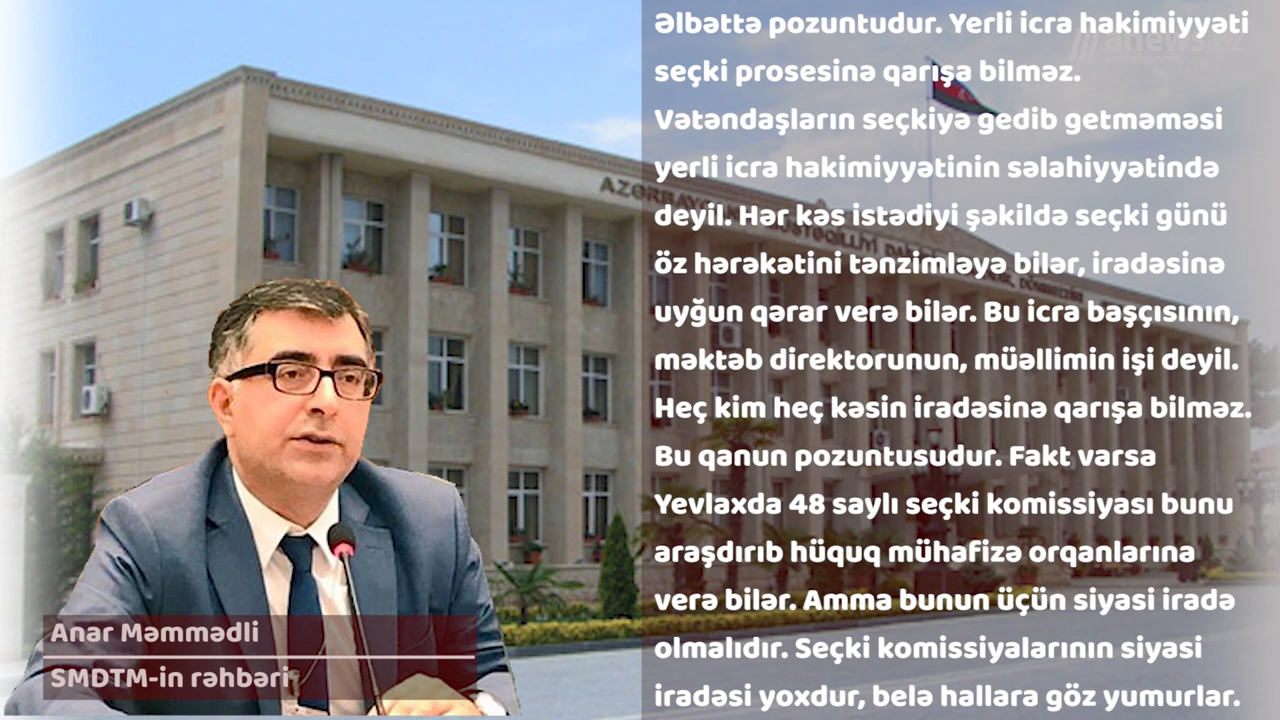 Əlbəttə pozuntudur. Yerli icra hakimiyyəti
seçki prosesinə qarışa bilməz.
Vətəndaşların seçkiyə gedib getməməsi
yerli icra hakimiyyətinin səlahiyyətində
deyil. Hər kəs istədiyi şəkildə seçki günü
öz hərəkətini tənzimləyə bilər, iradəsinə
uyğun qərar verə bilər. Bu icra başçısının,
məktəb direktorunun, müəllimin işi deyil.
Heç kim heç kəsin iradəsinə qarışa bilməz.
Bu qanun pozuntusudur. Fakt varsa
Yevlaxda 48 saylı seçki komissiyası bunu
araşdırıb hüquq mühafizə orqanlarına
verə bilər. Amma bunun üçün siyasi iradə
olmalıdır. Seçki komissiyalarının siyasi
iradəsi yoxdur, belə hallara göz yumurlar.
anews.az
Anar Məmmədli
SMDTM-in rəhbəri